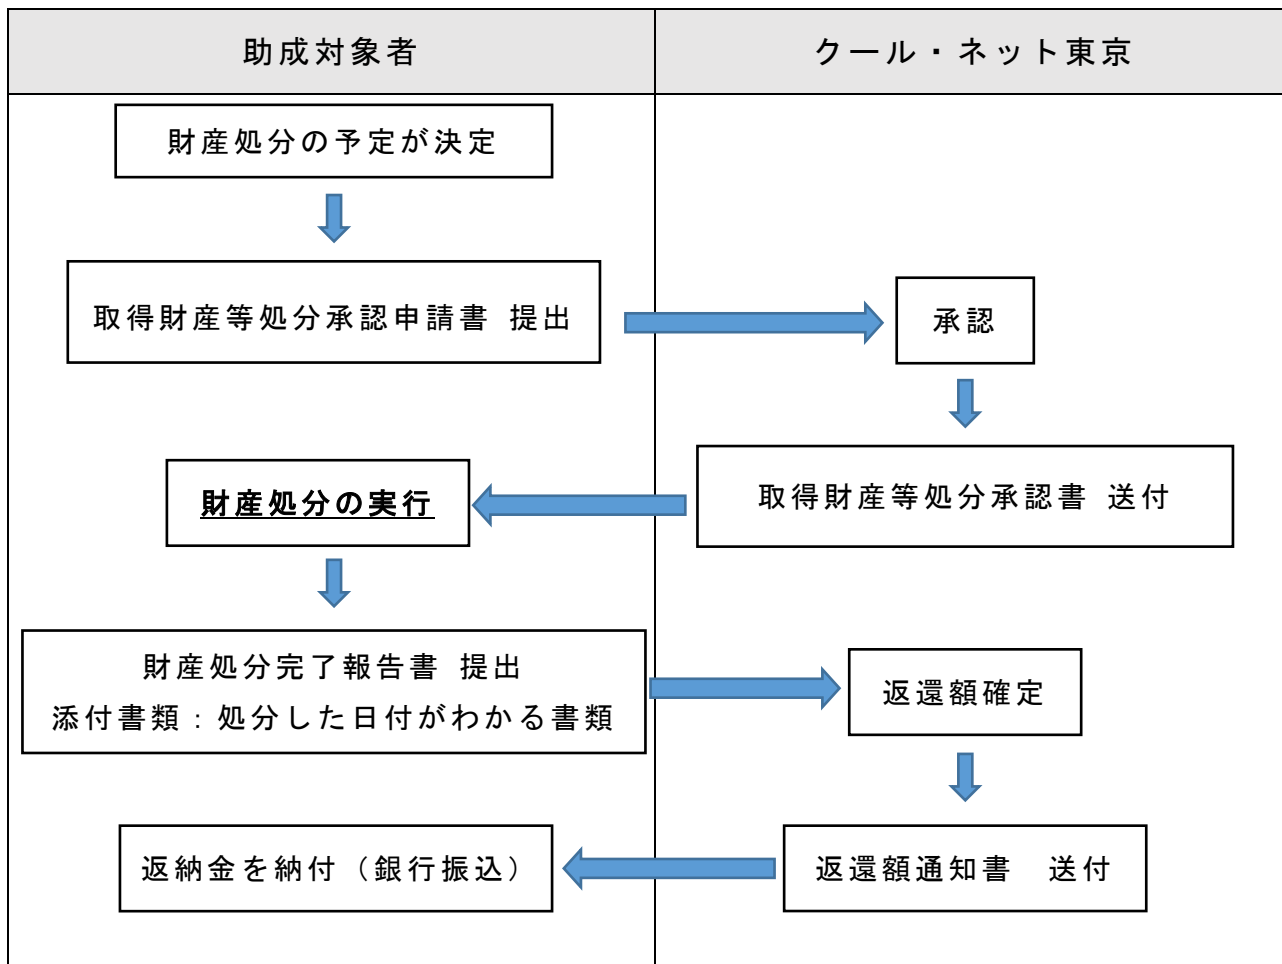 助成対象者
クール・ネット東京
財産処分の予定が決定
取得財産等処分承認申請書 提出
承認
取得財産等処分承認書 送付
財産処分の実行
財産処分完了報告書 提出
添付書類：処分した日付がわかる書類
返還額確定
返還額通知書　送付
返納金を納付（銀行振込）